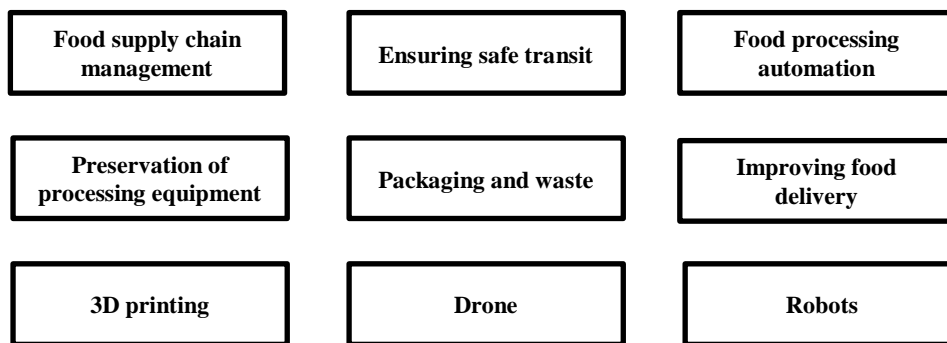 Food supply chain
management
Ensuring safe transit
Food processing
automation
Preservation of
processing equipment
Packaging and waste
Improving food
delivery
3D printing
Drone
Robots